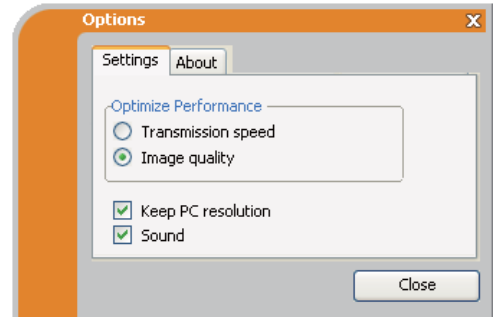 Options
X
Settings
About
Optimize Performance
Transmission speed
Image quality
Keep PC resolution
Sound
Close